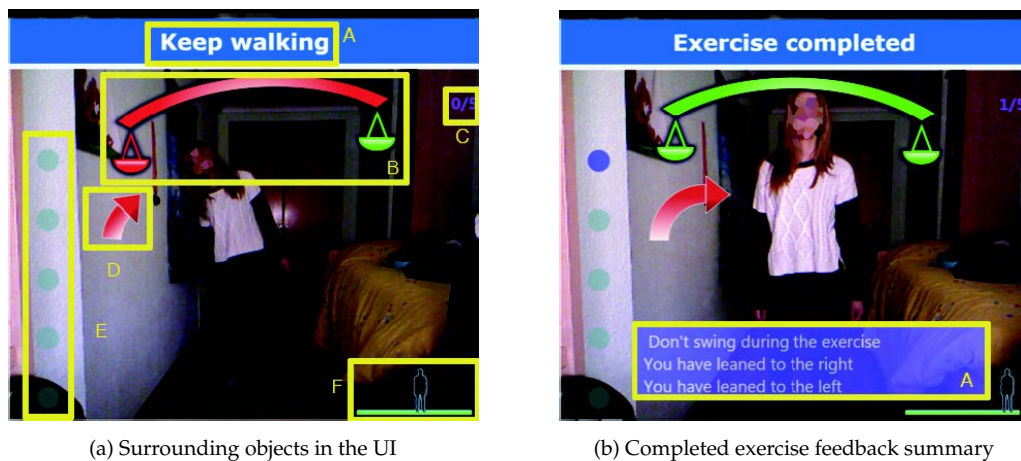 Keep walking
A
0/5
C
B
D
E
F
Exercise completed
1/5
Don't swing during the exercise
You have leaned to the right
You have leaned to the left
A
(a) Surrounding objects in the UI
(b) Completed exercise feedback summary